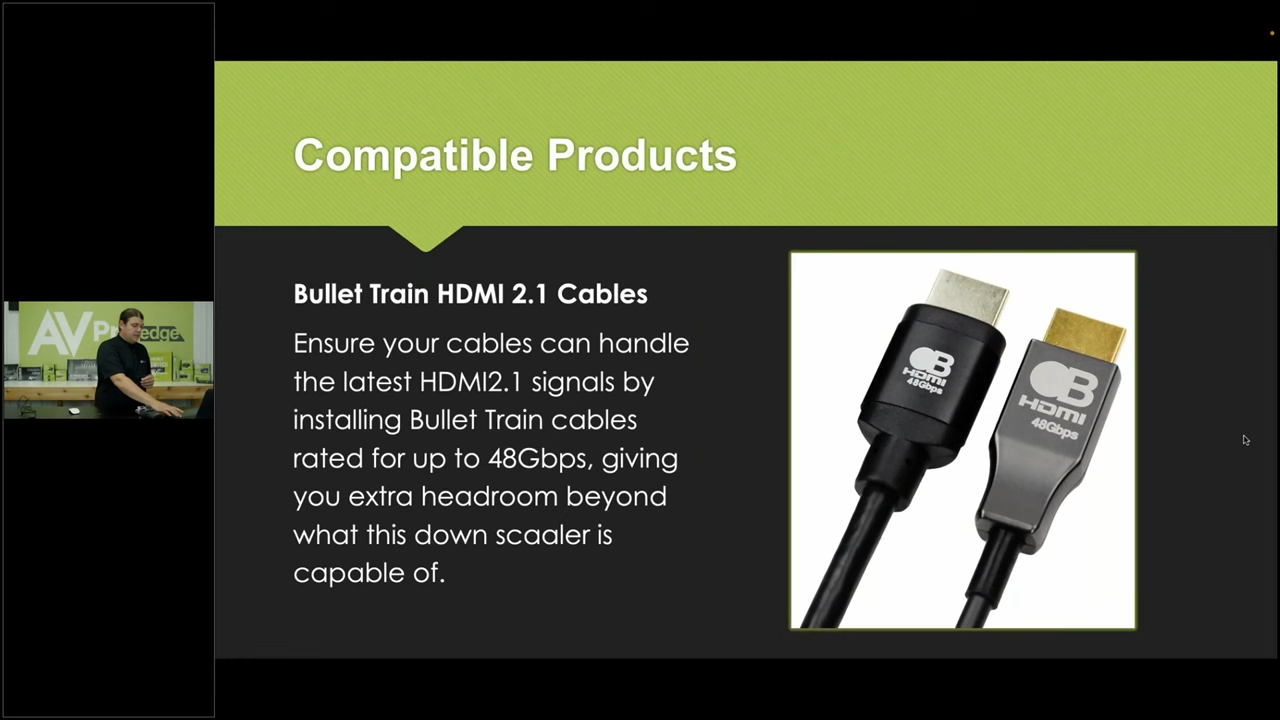 Compatible Products
Bullet Train HDMI 2.1 Cables
Ensure your cables can handle
the latest HDMI2.1 signals by
installing Bullet Train cables
rated for up to 48Gbps, giving
you extra headroom beyond
what this down scaaler is
capable of.
B
HDMI
48Gbps
B
HDMI
48Gbps
AV
edge